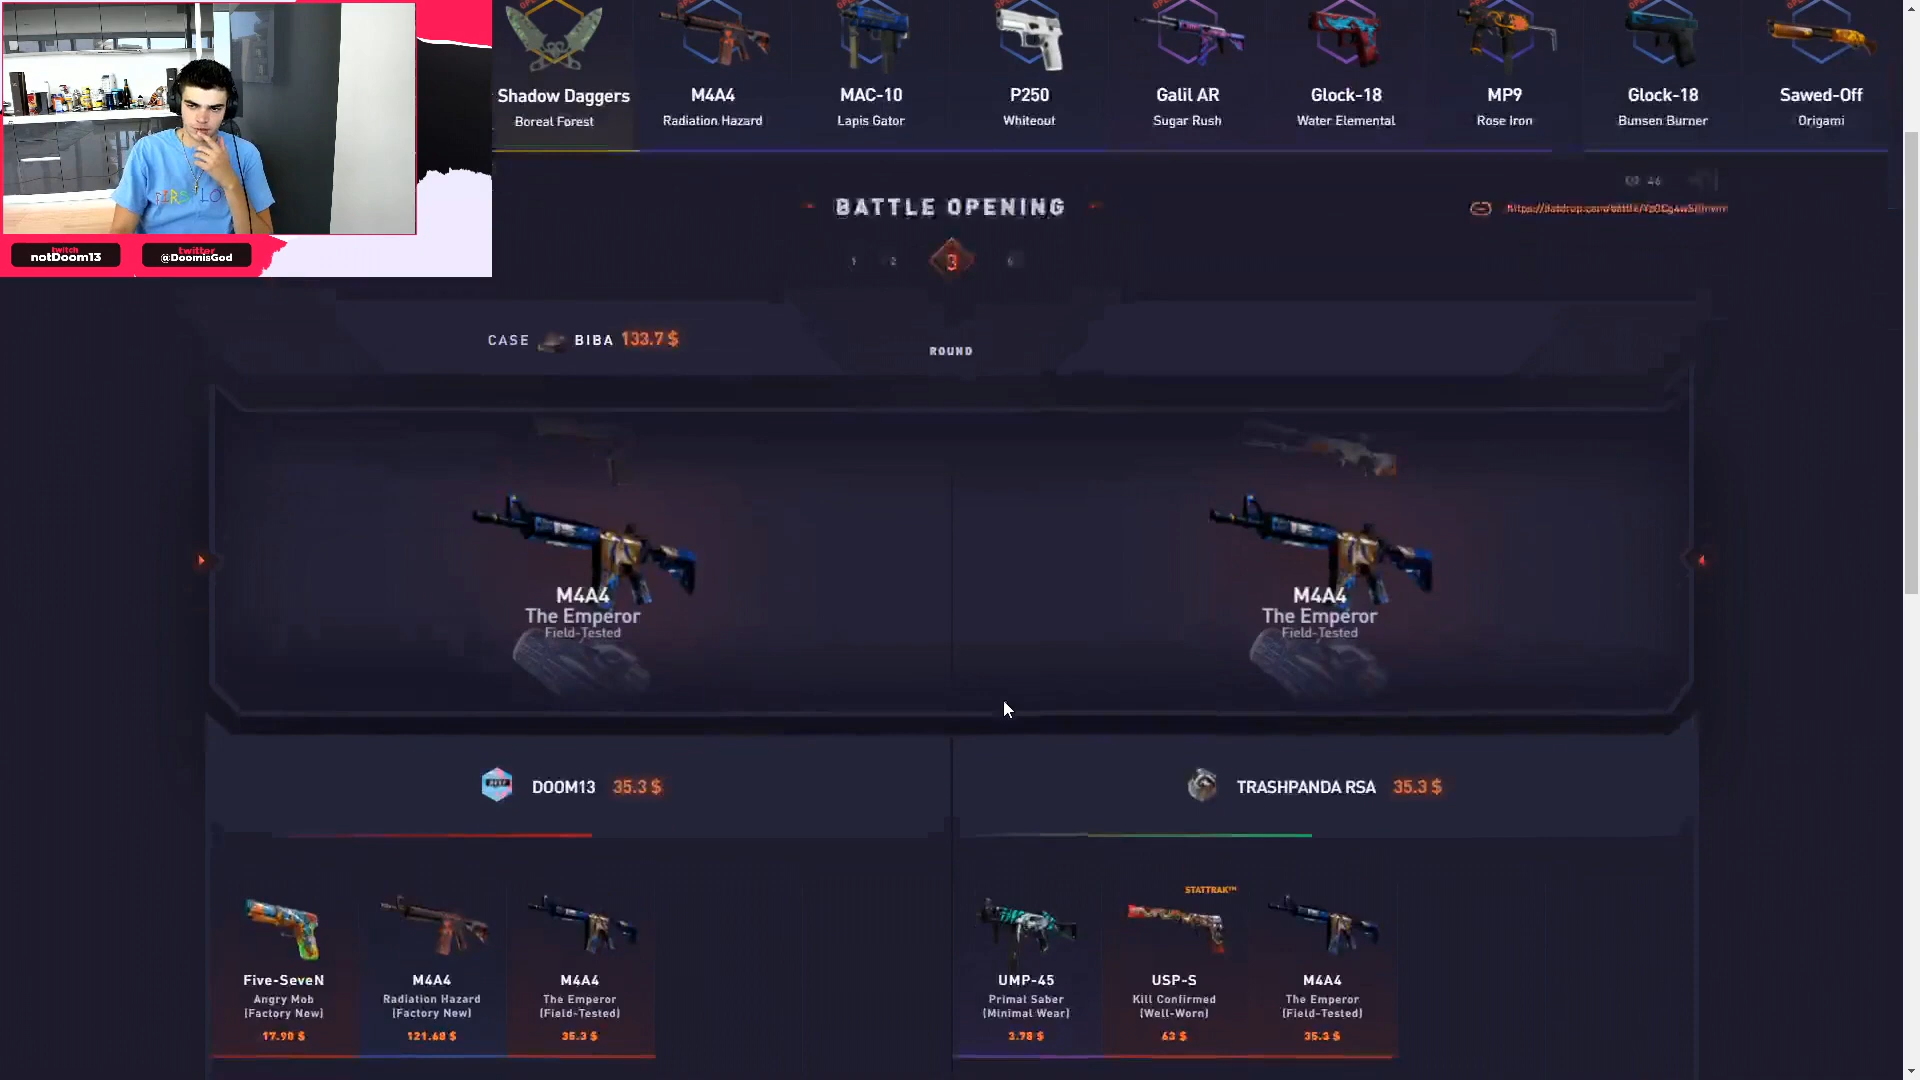 Shadow Daggers
Boreal Forest
M4A4
Radiation Hazard
MAC-10
Lapis Gator
P250
Whiteout
Galil AR
Sugar Rush
Glock-18
Water Elemental
MP9
Rose Iron
Glock-18
Bunsen Burner
Sawed-Off
Origami
twitch
notDoom13
twitter
@DoomisGod
46
BATTLE OPENING
1 2 3 6
CASE BIBA 133.7 $
ROUND
M4A4
The Emperor
Field-Tested
M4A4
The Emperor
Field-Tested
DOOM13 35.3 $
TRASHPANDA RSA 35.3 $
Five-SeveN
Angry Mob
(Factory New)
17.90 $
M4A4
Radiation Hazard
(Factory New)
121.68 $
M4A4
The Emperor
(Field-Tested)
35.3 $
UMP-45
Primal Saber
(Minimal Wear)
3.78 $
STATTRAK™
USP-S
Kill Confirmed
(Well-Worn)
63 $
M4A4
The Emperor
(Field-Tested)
35.3 $